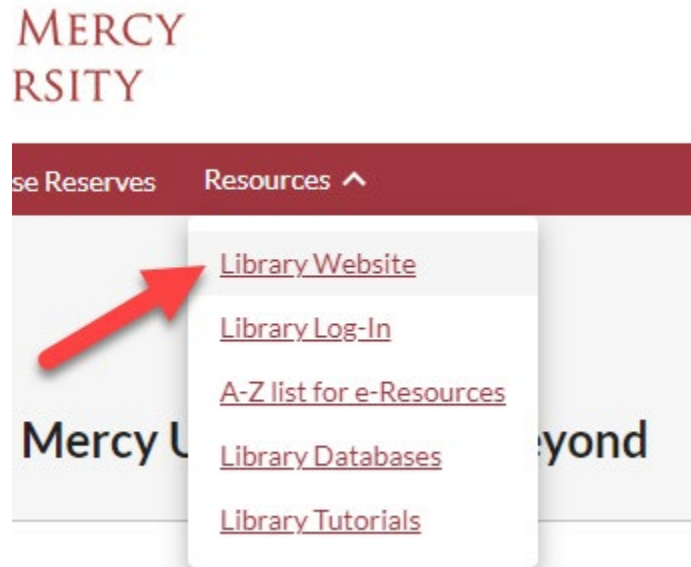 MERCY
RSITY
se Reserves Resources
Library Website
Library Log-In
A-Z list for e-Resources
Mercy U yond
Library Databases
Library Tutorials